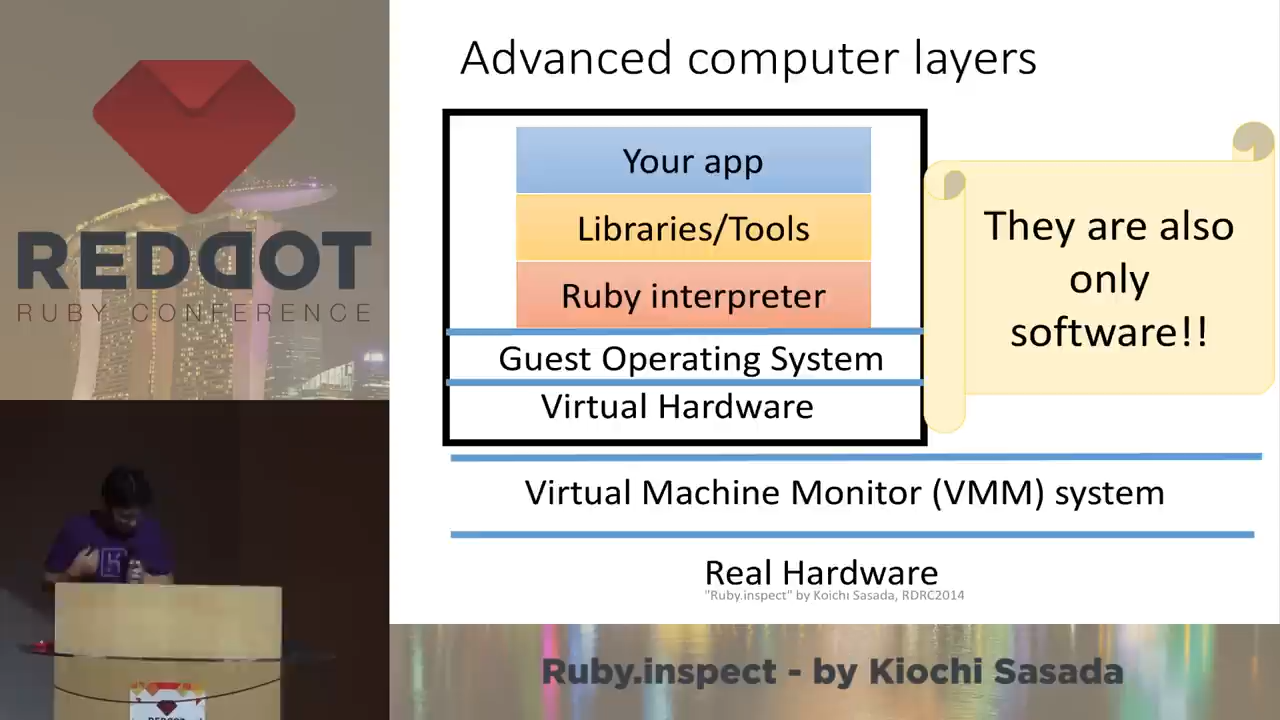 REDDOT
RUBY CONFERENCE
Advanced computer layers
Your app
Libraries/Tools
Ruby interpreter
Guest Operating System
Virtual Hardware
They are also
only
software!!
Virtual Machine Monitor (VMM) system
Real Hardware
"Ruby.inspect" by Koichi Sasada, RDRC2014
Ruby.inspect - by Kiochi Sasada
REDDOT